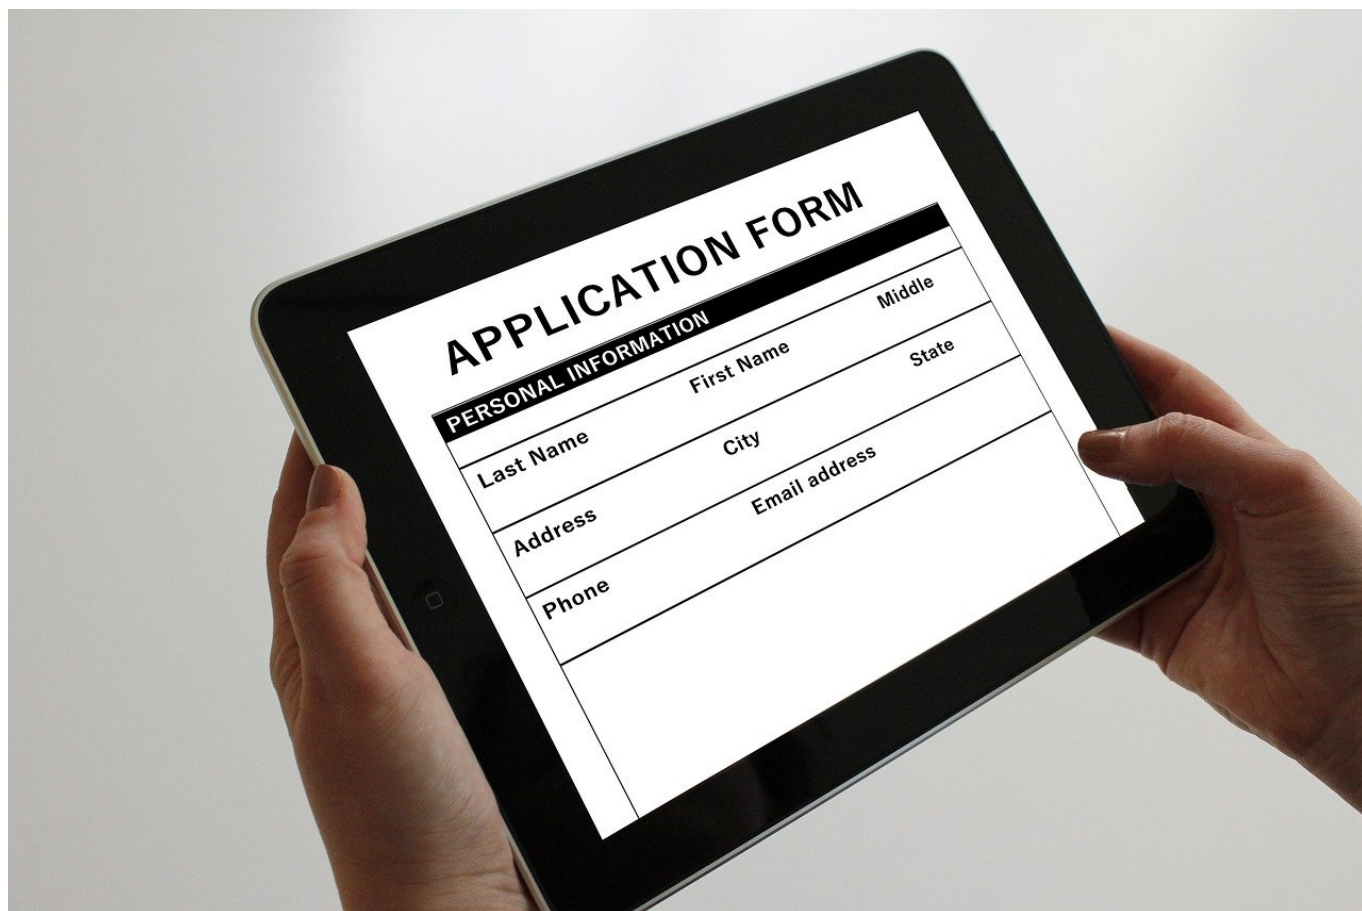 APPLICATION FORM
PERSONAL INFORMATION
Last Name First Name Middle
Address City State
Phone Email address